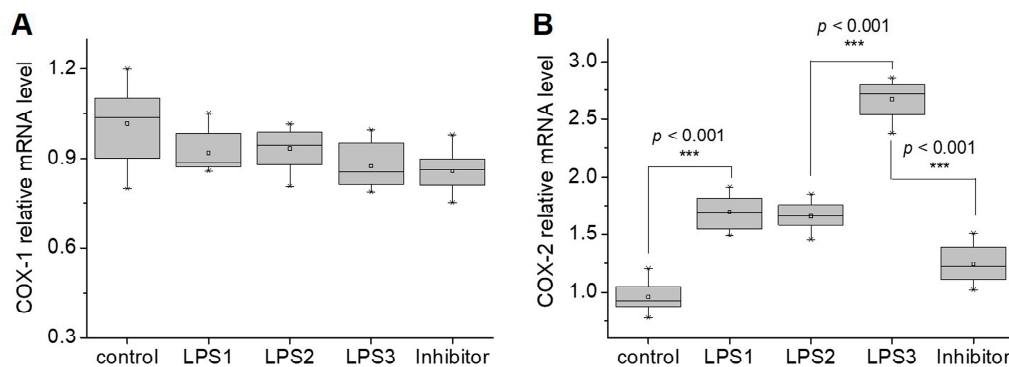 A
COX-1 relative mRNA level
1.2
0.9
0.6
0.3
control LPS1 LPS2 LPS3 Inhibitor
B
COX-2 relative mRNA level
3.0
2.5
2.0
1.5
1.0
p < 0.001
***
p < 0.001
***
p < 0.001
***
control LPS1 LPS2 LPS3 Inhibitor